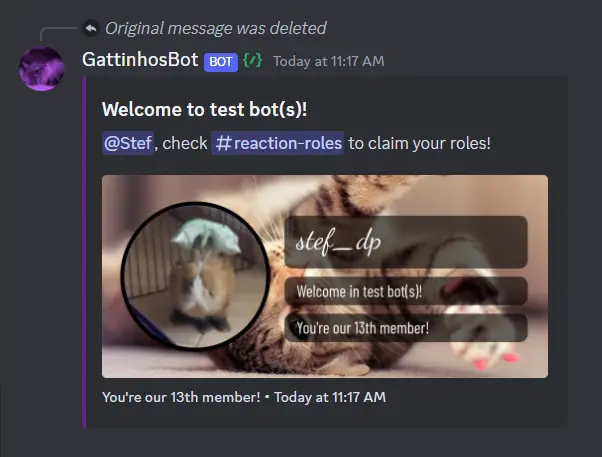 Original message was deleted
GattinhosBot BOT {/} Today at 11:17 AM
Welcome to test bot(s)!
@Stef, check #reaction-roles to claim your roles!
stef_dp
Welcome in test bot(s)!
You're our 13th member!
You're our 13th member! • Today at 11:17 AM